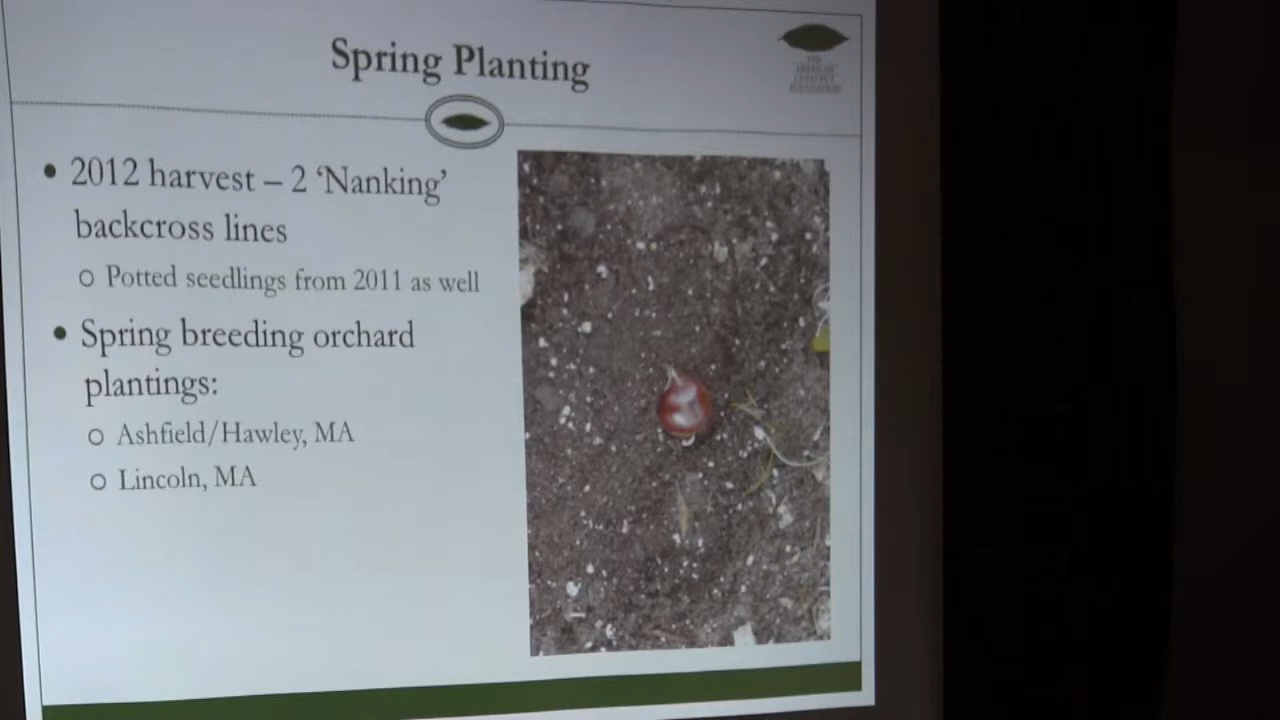 Spring Planting
THE
AMERICAN
CHESTNUT
FOUNDATION
• 2012 harvest – 2 ‘Nanking’
backcross lines
○ Potted seedlings from 2011 as well
• Spring breeding orchard
plantings:
○ Ashfield/Hawley, MA
○ Lincoln, MA